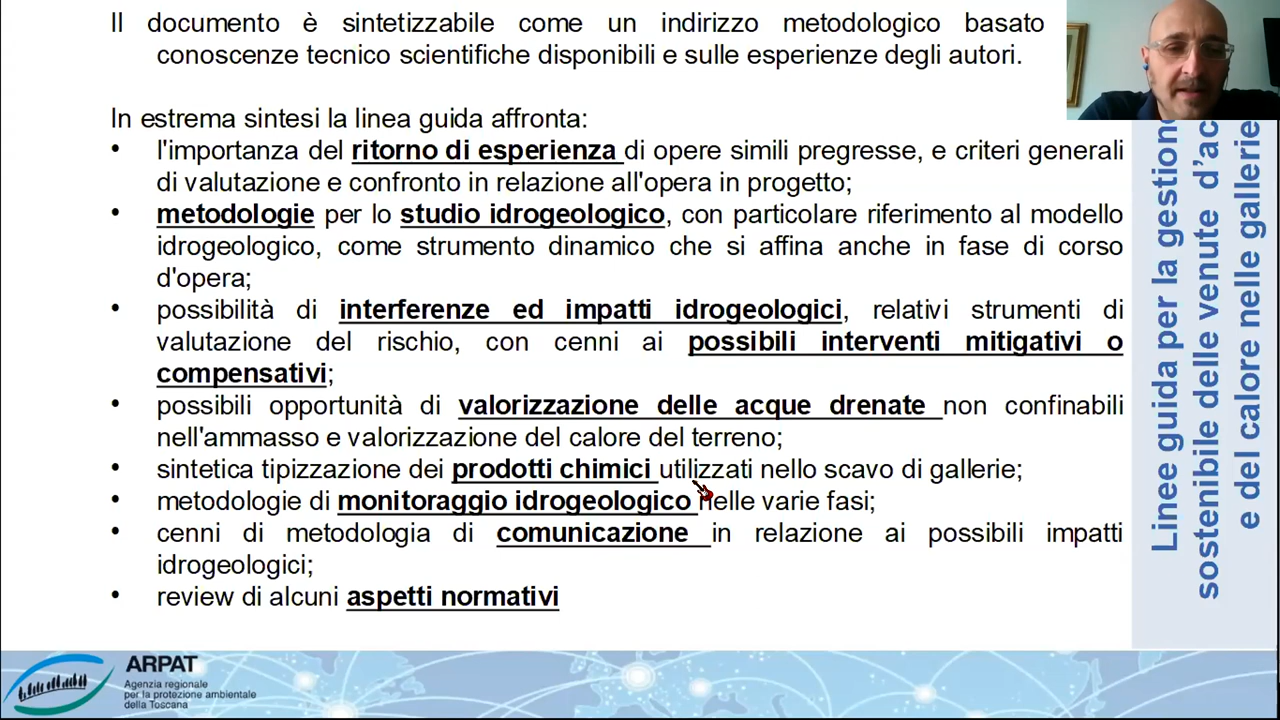 Il documento è sintetizzabile come un indirizzo metodologico basato
conoscenze tecnico scientifiche disponibili e sulle esperienze degli autori.
In estrema sintesi la linea guida affronta:
• l'importanza del ritorno di esperienza di opere simili pregresse, e criteri generali
di valutazione e confronto in relazione all'opera in progetto;
• metodologie per lo studio idrogeologico, con particolare riferimento al modello
idrogeologico, come strumento dinamico che si affina anche in fase di corso
d'opera;
• possibilità di interferenze ed impatti idrogeologici, relativi strumenti di
valutazione del rischio, con cenni ai possibili interventi mitigativi o
compensativi;
• possibili opportunità di valorizzazione delle acque drenate non confinabili
nell'ammasso e valorizzazione del calore del terreno;
• sintetica tipizzazione dei prodotti chimici utilizzati nello scavo di gallerie;
• metodologie di monitoraggio idrogeologico nelle varie fasi;
• cenni di metodologia di comunicazione in relazione ai possibili impatti
idrogeologici;
• review di alcuni aspetti normativi
Linee guida per la gestion
sostenibile delle venute d'ac
e del calore nelle gallerie
ARPAT
Agenzia regionale
per la protezione ambientale
della Toscana